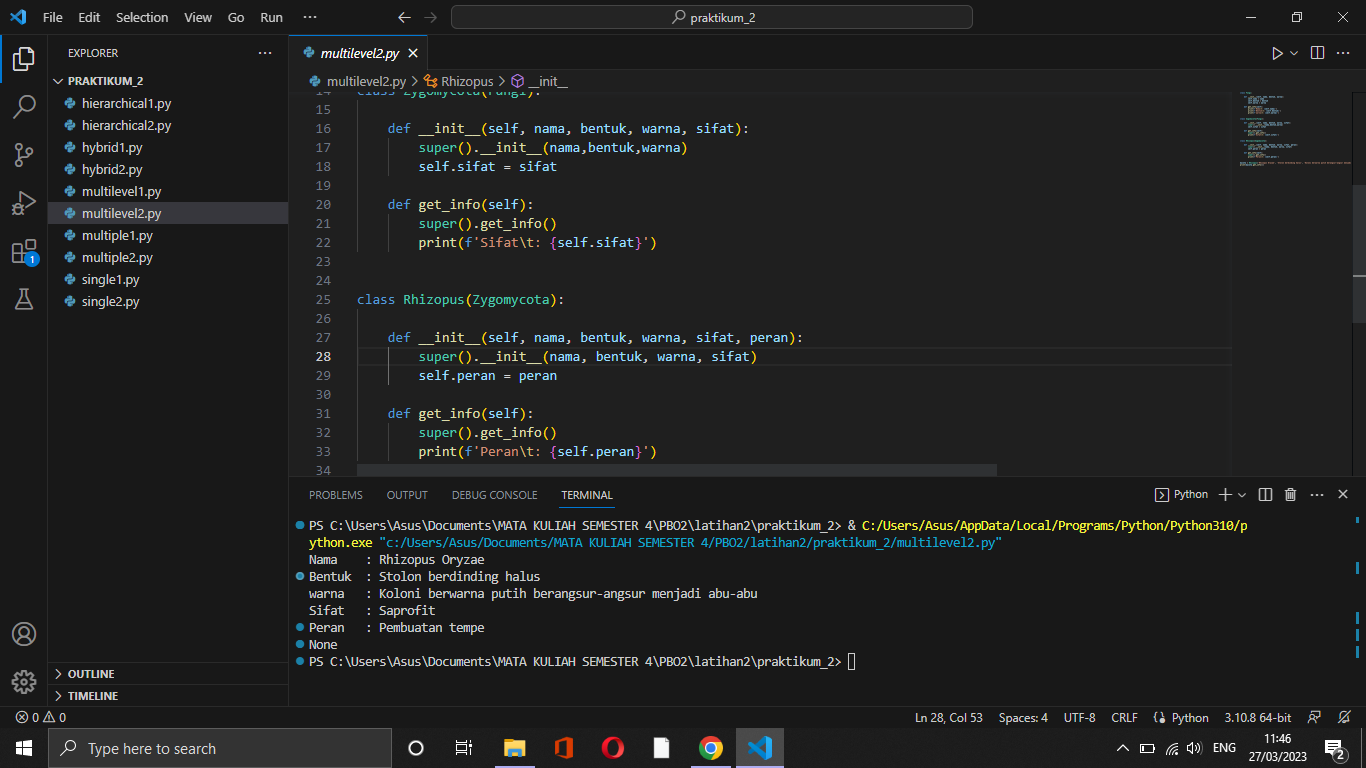 File Edit Selection View Go Run ··· praktikum_2
EXPLORER ···
PRAKTIKUM_2
hierarchical1.py
hierarchical2.py
hybrid1.py
hybrid2.py
multilevel1.py
multilevel2.py
multiple1.py
multiple2.py
single1.py
single2.py
OUTLINE
TIMELINE
1
multilevel2.py
multilevel2.py > Rhizopus > __init__
14 class Zygomycota(Fungi):
15
16 def __init__(self, nama, bentuk, warna, sifat):
17 super().__init__(nama,bentuk,warna)
18 self.sifat = sifat
19
20 def get_info(self):
21 super().get_info()
22 print(f'Sifat\t: {self.sifat}')
23
24
25 class Rhizopus(Zygomycota):
26
27 def __init__(self, nama, bentuk, warna, sifat, peran):
28 super().__init__(nama, bentuk, warna, sifat)
29 self.peran = peran
30
31 def get_info(self):
32 super().get_info()
33 print(f'Peran\t: {self.peran}')
34
PROBLEMS OUTPUT DEBUG CONSOLE TERMINAL Python
PS C:\Users\Asus\Documents\MATA KULIAH SEMESTER 4\PBO2\latihan2\praktikum_2> & C:/Users/Asus/AppData/Local/Programs/Python/Python310/p
ython.exe "c:/Users/Asus/Documents/MATA KULIAH SEMESTER 4/PBO2/latihan2/praktikum_2/multilevel2.py"
Nama : Rhizopus Oryzae
Bentuk : Stolon berdinding halus
warna : Koloni berwarna putih berangsur-angsur menjadi abu-abu
Sifat : Saprofit
Peran : Pembuatan tempe
None
PS C:\Users\Asus\Documents\MATA KULIAH SEMESTER 4\PBO2\latihan2\praktikum_2>
0 0 Ln 28, Col 53 Spaces: 4 UTF-8 CRLF Python 3.10.8 64-bit
Type here to search
ENG
11:46
27/03/2023
2